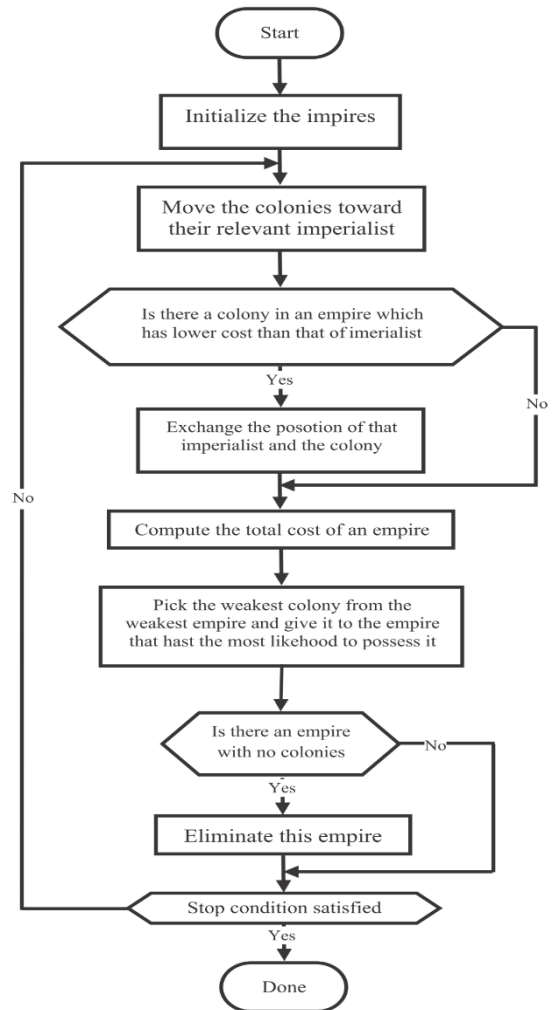 Start
Initialize the impires
Move the colonies toward
their relevant imperialist
Is there a colony in an empire which
has lower cost than that of imerialist
Yes
No
Exchange the posotion of that
imperialist and the colony
No
Compute the total cost of an empire
Pick the weakest colony from the
weakest empire and give it to the empire
that hast the most likehood to possess it
Is there an empire
with no colonies
No
Yes
Eliminate this empire
Stop condition satisfied
Yes
Done